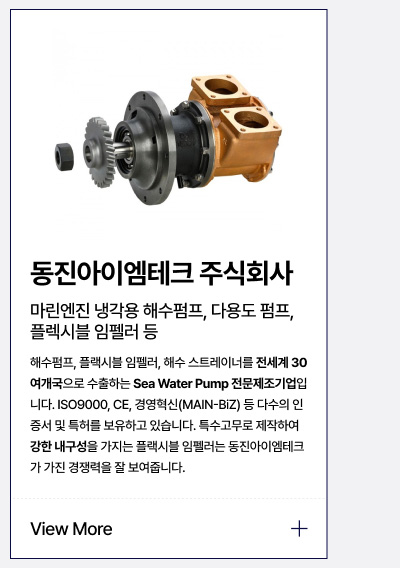 동진아이엠테크 주식회사
마린엔진 냉각용 해수펌프, 다용도 펌프,
플렉시블 임펠러 등
해수펌프, 플랙시블 임펠러, 해수 스트레이너를 전세계 30
여개국으로 수출하는 Sea Water Pump 전문제조기업입
니다. ISO9000, CE, 경영혁신(MAIN-BiZ) 등 다수의 인
증서 및 특허를 보유하고 있습니다. 특수고무로 제작하여
강한 내구성을 가지는 플랙시블 임펠러는 동진아이엠테크
가 가진 경쟁력을 잘 보여줍니다.
View More